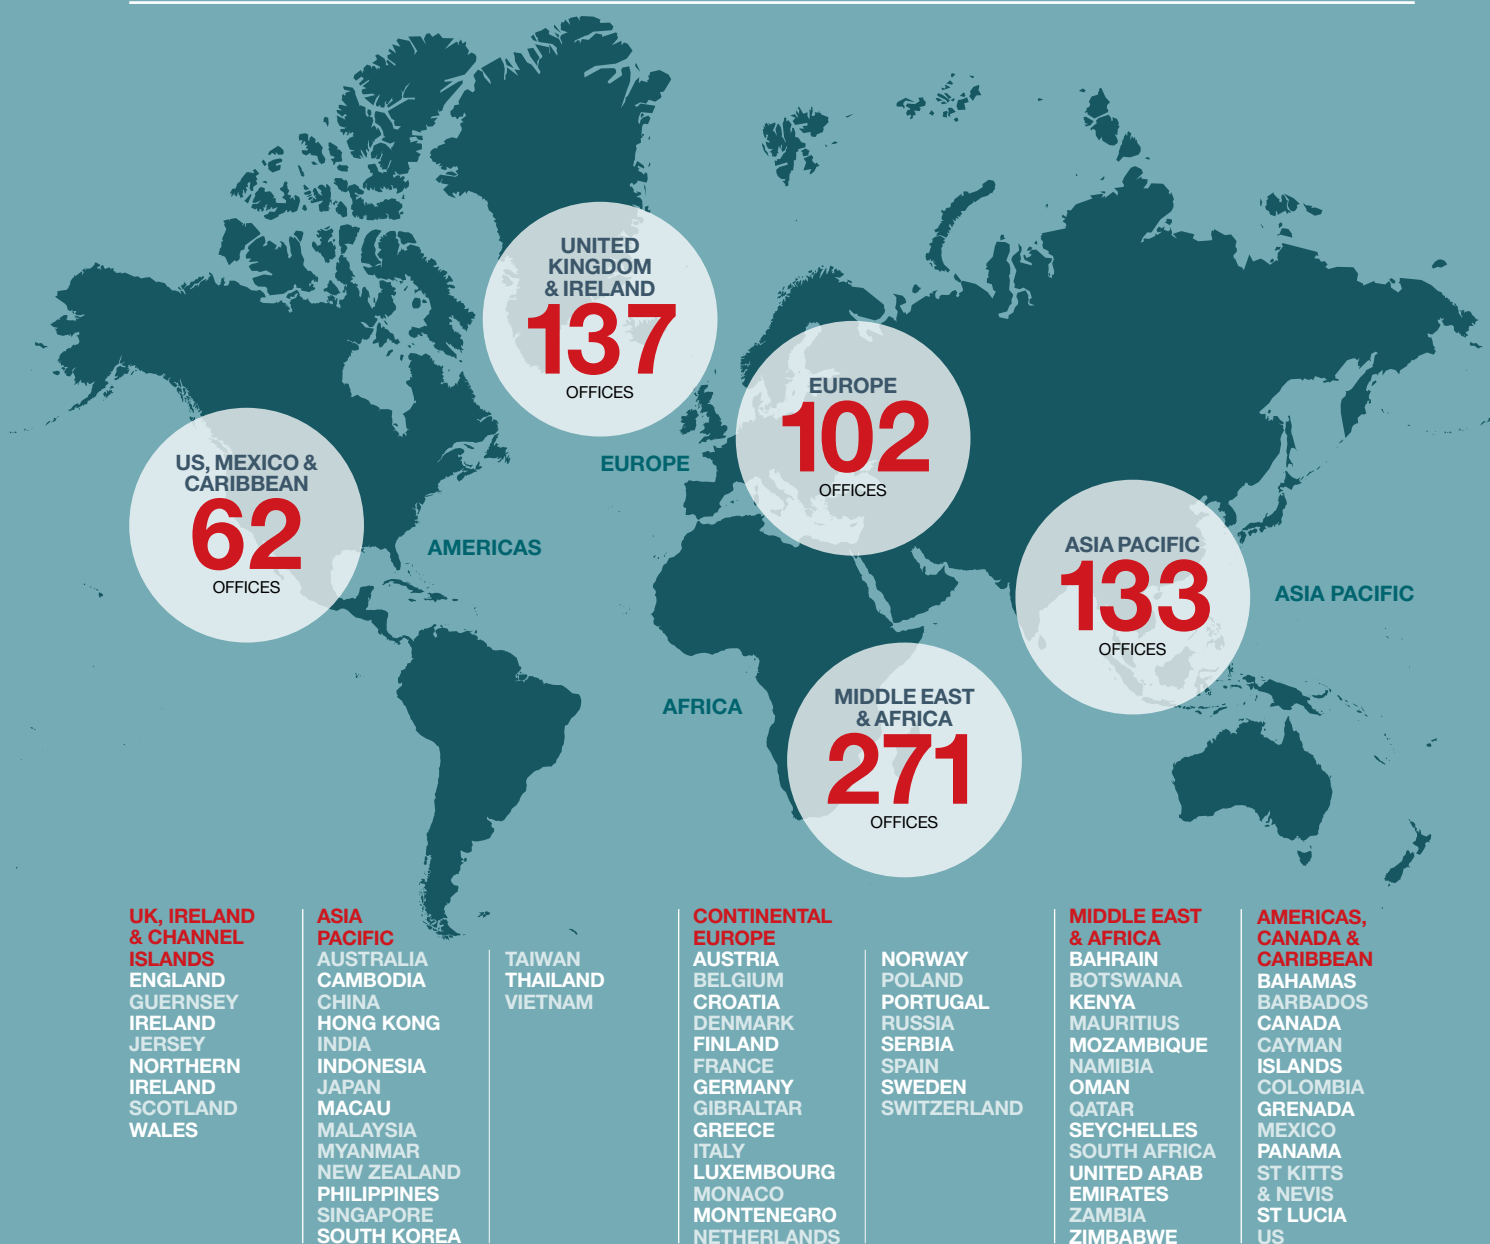 UNITED
KINGDOM
& IRELAND
137
OFFICES
EUROPE
102
OFFICES
US, MEXICO &
CARIBBEAN
62
OFFICES
EUROPE
AMERICAS
ASIA PACIFIC
133
OFFICES
ASIA PACIFIC
AFRICA
MIDDLE EAST
& AFRICA
271
OFFICES
UK, IRELAND
& CHANNEL
ISLANDS
ENGLAND
GUERNSEY
IRELAND
JERSEY
NORTHERN
IRELAND
SCOTLAND
WALES
ASIA
PACIFIC
AUSTRALIA
CAMBODIA
CHINA
HONG KONG
INDIA
INDONESIA
JAPAN
MACAU
MALAYSIA
MYANMAR
NEW ZEALAND
PHILIPPINES
SINGAPORE
SOUTH KOREA
TAIWAN
THAILAND
VIETNAM
CONTINENTAL
EUROPE
AUSTRIA
BELGIUM
CROATIA
DENMARK
FINLAND
FRANCE
GERMANY
GIBRALTAR
GREECE
ITALY
LUXEMBOURG
MONACO
MONTENEGRO
NETHERLANDS
NORWAY
POLAND
PORTUGAL
RUSSIA
SERBIA
SPAIN
SWEDEN
SWITZERLAND
MIDDLE EAST
& AFRICA
BAHRAIN
BOTSWANA
KENYA
MAURITIUS
MOZAMBIQUE
NAMIBIA
OMAN
QATAR
SEYCHELLES
SOUTH AFRICA
UNITED ARAB
EMIRATES
ZAMBIA
ZIMBABWE
AMERICAS,
CANADA &
CARIBBEAN
BAHAMAS
BARBADOS
CANADA
CAYMAN
ISLANDS
COLOMBIA
GRENADA
MEXICO
PANAMA
ST KITTS
& NEVIS
ST LUCIA
US